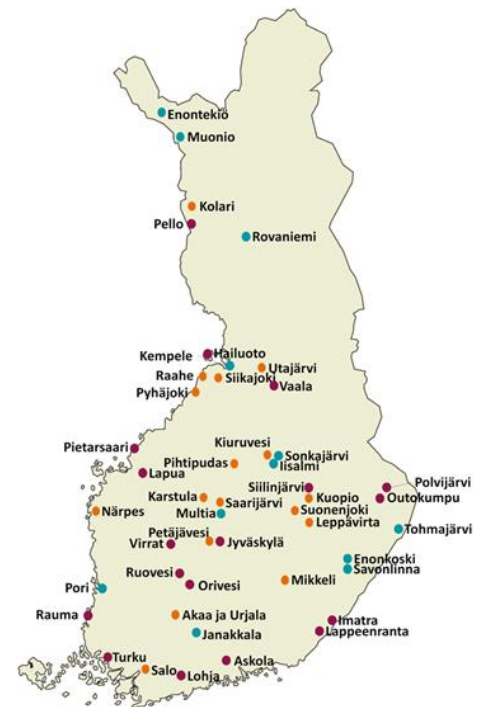 Enontekiö
Muonio
Kolari
Pello
Rovaniemi
Hailuoto
Kempele
Utajärvi
Raahe
Siikajoki
Vaala
Pyhäjoki
Kiuruvesi
Pietarsaari
Sonkajärvi
Pihtipudas
Iisalmi
Lapua
Siilinjärvi
Polvijärvi
Karstula
Kuopio
Outokumpu
Saarijärvi
Närpes
Multia
Suonenjoki
Leppävirta
Tohmajärvi
Petäjävesi
Virrat
Jyväskylä
Enonkoski
Savonlinna
Ruovesi
Mikkeli
Orivesi
Pori
Rauma
Akaa ja Urjala
Imatra
Janakkala
Lappeenranta
Turku
Askola
Salo
Lohja